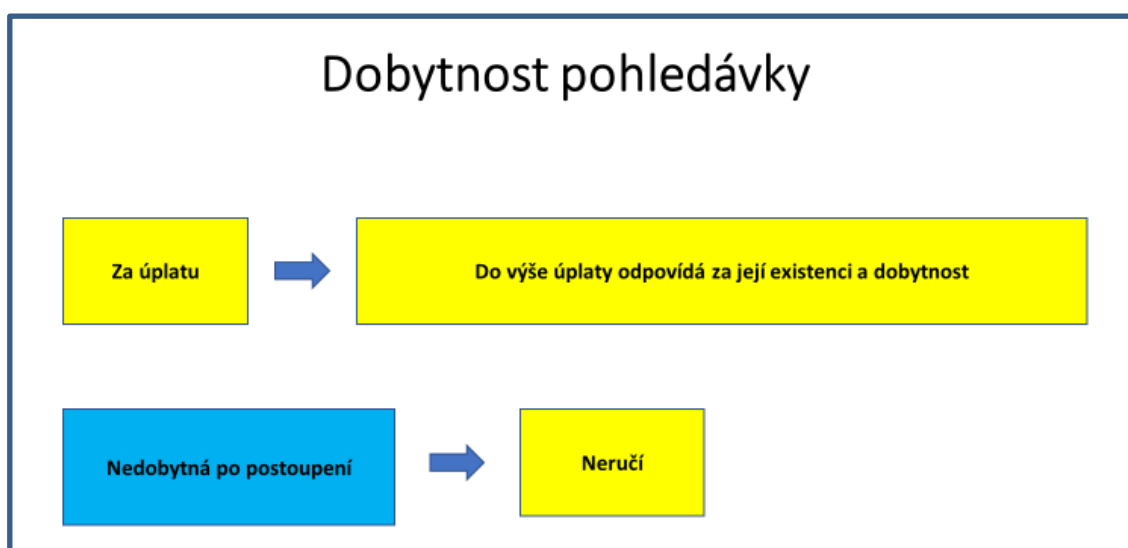 Dobytnost pohledávky
Za úplatu
Do výše úplaty odpovídá za její existenci a dobytnost
Nedobytná po postoupení
Neručí